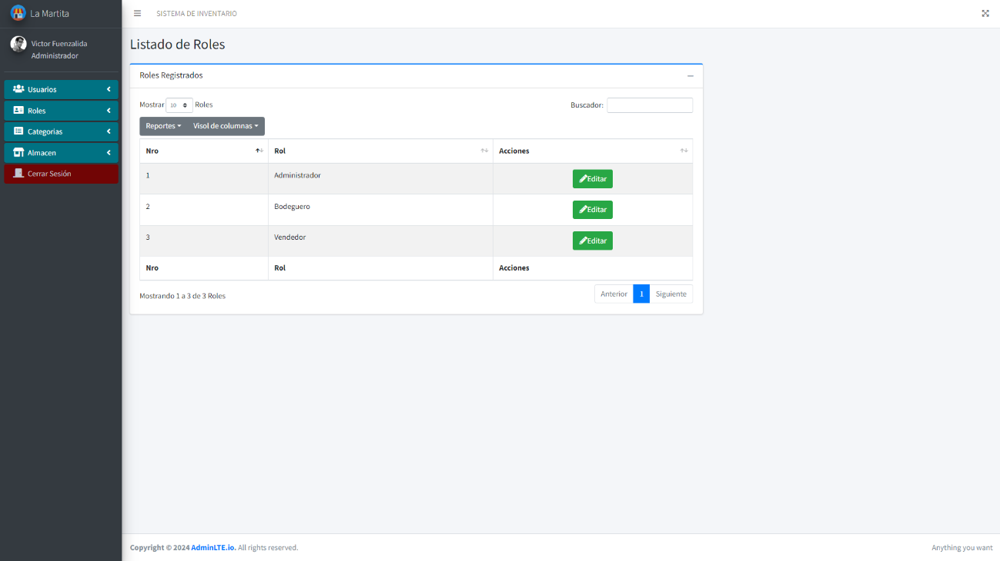 La Martita
SISTEMA DE INVENTARIO
Victor Fuenzalida
Administrador
Usuarios
Roles
Categorias
Almacen
Cerrar Sesión
Listado de Roles
Roles Registrados
Mostrar 10 Roles
Buscador:
Reportes Visol de columnas
Nro Rol Acciones
1 Administrador Editar
2 Bodeguero Editar
3 Vendedor Editar
Nro Rol Acciones
Mostrando 1 a 3 de 3 Roles
Anterior 1 Siguiente
Copyright © 2024 AdminLTE.io. All rights reserved.
Anything you want